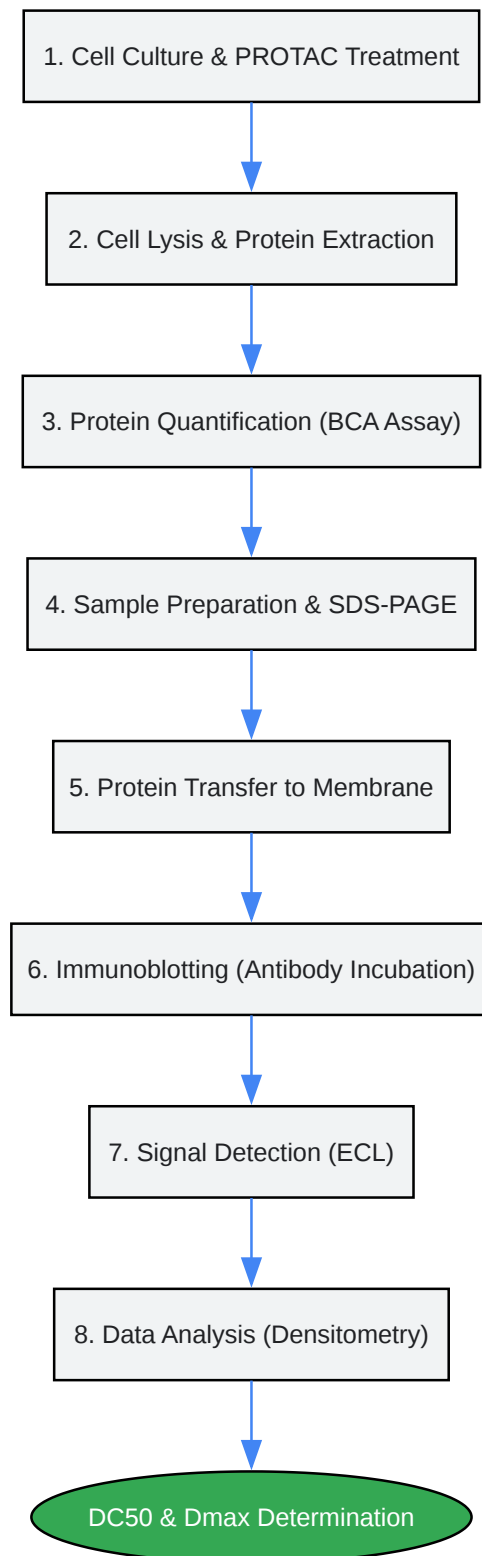 1. Cell Culture & PROTAC Treatment
2. Cell Lysis & Protein Extraction
3. Protein Quantification (BCA Assay)
4. Sample Preparation & SDS-PAGE
5. Protein Transfer to Membrane
6. Immunoblotting (Antibody Incubation)
7. Signal Detection (ECL)
8. Data Analysis (Densitometry)
DC50 & Dmax Determination